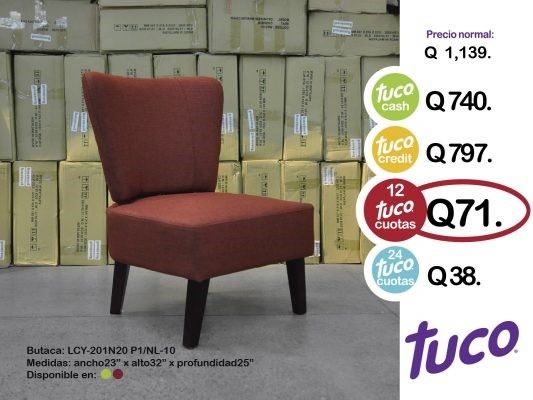 Precio normal:
Q 1,139.
tuco
cash
Q740.
tuco
credit
Q797.
12
tuco
cuotas
Q71.
24
tuco
cuotas
Q38.
tuco
Butaca: LCY-201N20 P1/NL-10
Medidas: ancho23" x alto32" x profundidad25"
Disponible en: